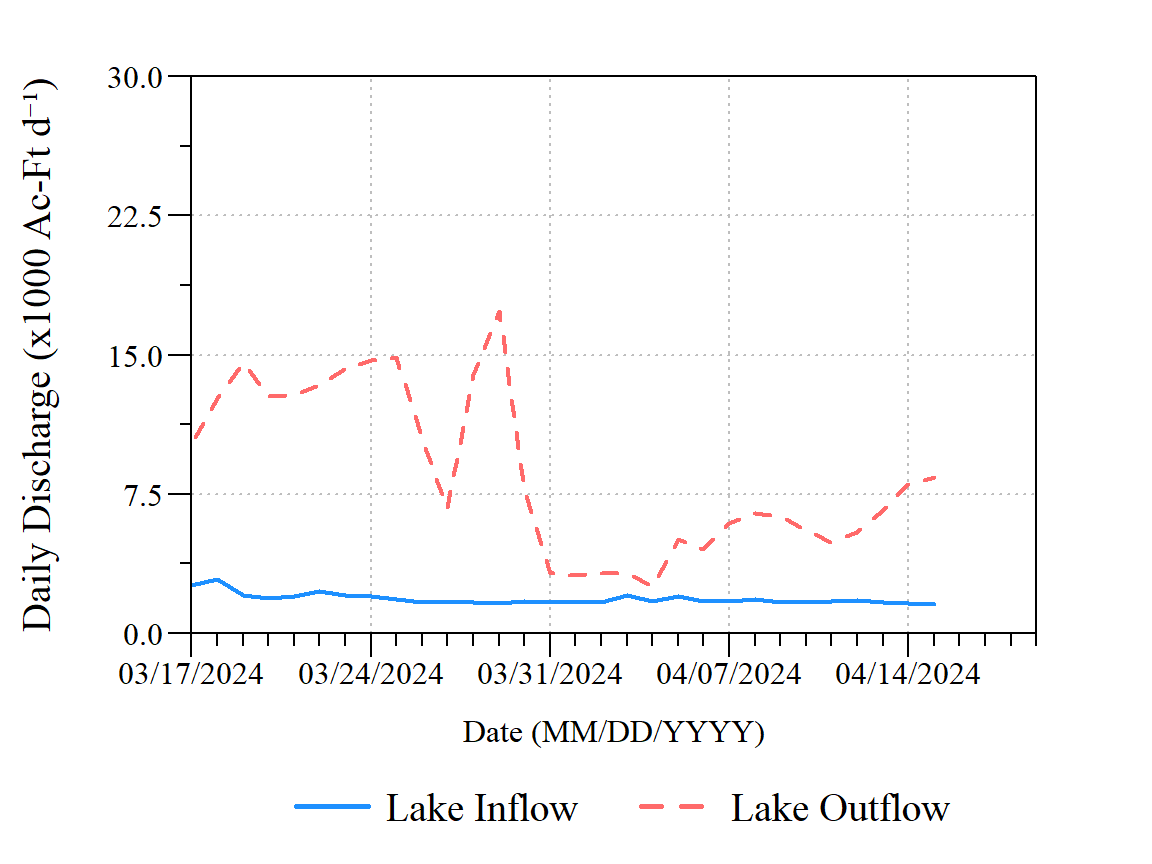 Daily Discharge (x1000 Ac-Ft d⁻¹)
30.0
22.5
15.0
7.5
0.0
03/17/2024 03/24/2024 03/31/2024 04/07/2024 04/14/2024
Date (MM/DD/YYYY)
Lake Inflow Lake Outflow